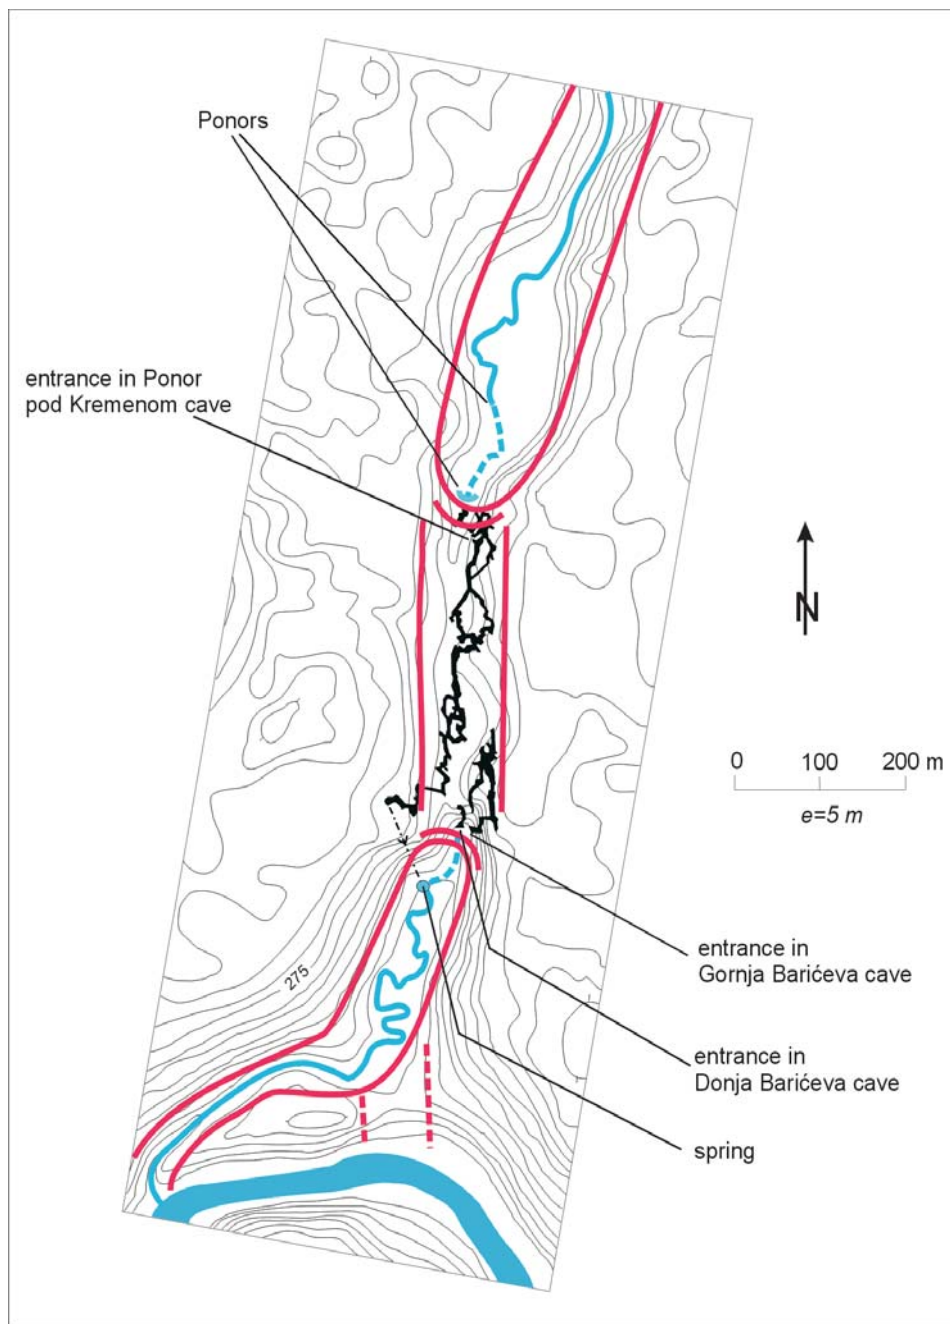 Ponors
entrance in Ponor
pod Kremenom cave
N
0 100 200 m
e=5 m
entrance in
Gornja Barićeva cave
275
entrance in
Donja Barićeva cave
spring